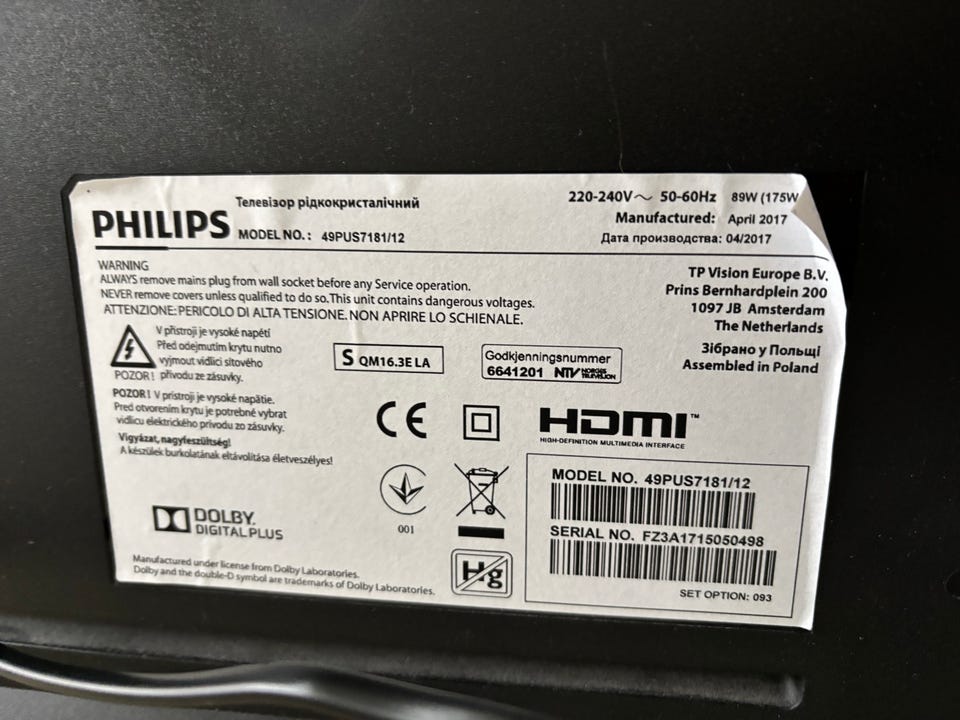 PHILIPS
Телевізор рідкокристалічний
MODEL NO.: 49PUS7181/12
220-240V~ 50-60Hz 89W (175W
Manufactured: April 2017
Дата производства: 04/2017
WARNING
ALWAYS remove mains plug from wall socket before any Service operation.
NEVER remove covers unless qualified to do so. This unit contains dangerous voltages.
ATTENZIONE: PERICOLO DI ALTA TENSIONE. NON APRIRE LO SCHIENALE.
TP Vision Europe B.V.
Prins Bernhardplein 200
1097 JB Amsterdam
The Netherlands
Зібрано у Польщі
Assembled in Poland
V přístroji je vysoké napětí
Před odejmutím krytu nutno
vyjmout vidlici síťového
POZOR! přívodu ze zásuvky.
POZOR! V prístroji je vysoké napätie.
Pred otvorením krytu je potrebné vybrat
vidlicu elektrického prívodu zo zásuvky.
Vigyázat, nagyfeszültség!
A készülek burkolatának eltávolítása életveszélyes!
S QM16.3E LA
Godkjenningsnummer
6641201 NTV NORGES TELEVISJON
CE
HDMI™
HIGH-DEFINITION MULTIMEDIA INTERFACE
001
Hg
DOLBY.
DIGITAL PLUS
Manufactured under license from Dolby Laboratories.
Dolby and the double-D symbol are trademarks of Dolby Laboratories.
MODEL NO. 49PUS7181/12
SERIAL NO. FZ3A1715050498
SET OPTION: 093